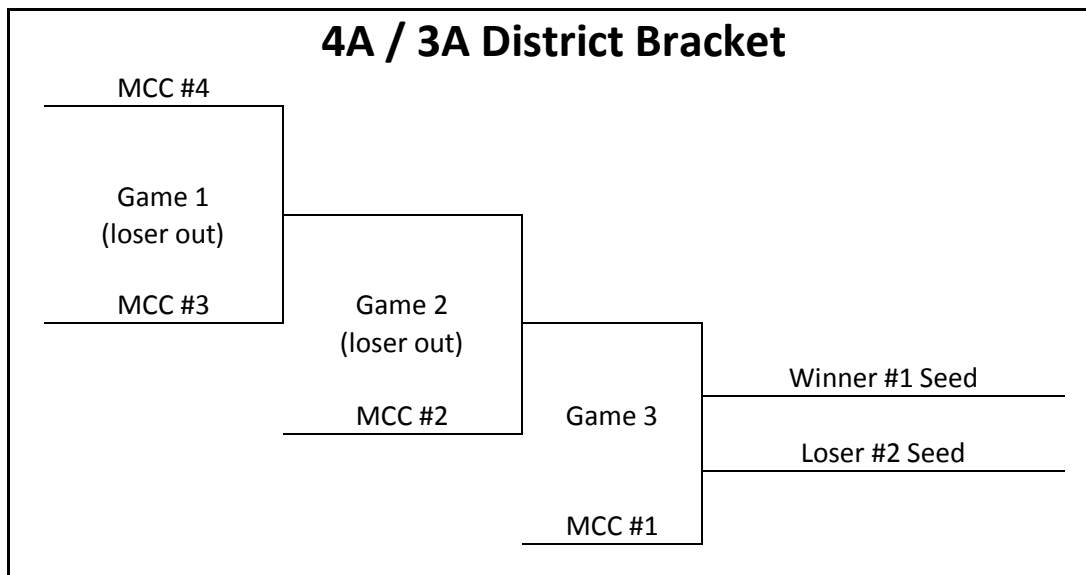 4A / 3A District Bracket
MCC #4
Game 1
(loser out)
MCC #3
Game 2
(loser out)
Winner #1 Seed
MCC #2
Game 3
Loser #2 Seed
MCC #1